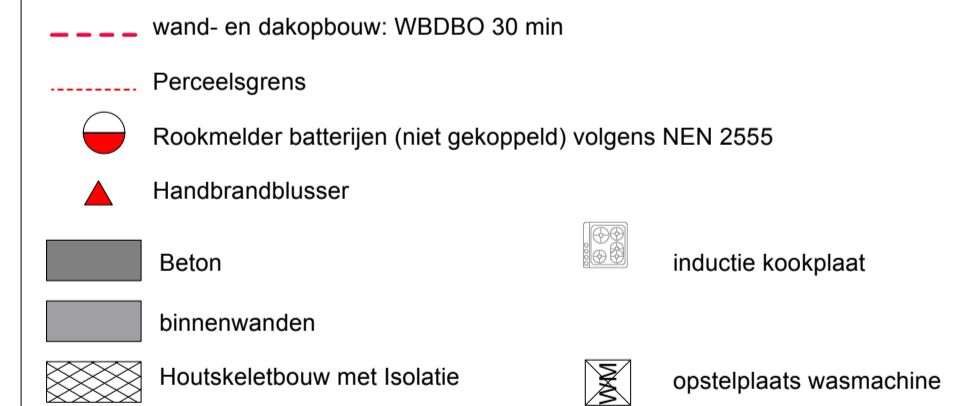 wand- en dakopbouw: WBDBO 30 min
Perceelsgrens
Rookmelder batterijen (niet gekoppeld) volgens NEN 2555
Handbrandblusser
Beton
inductie kookplaat
binnenwanden
Houtskeletbouw met Isolatie
WM
opstelplaats wasmachine